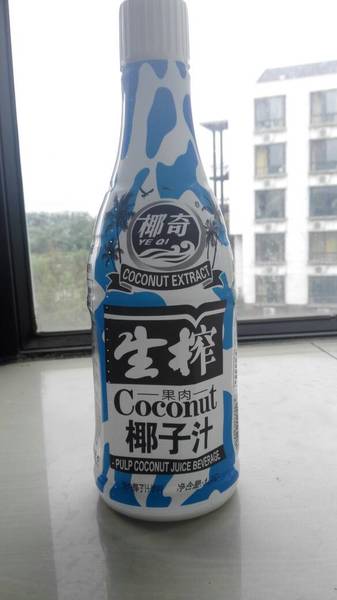 椰奇
YE QI
COCONUT EXTRACT
生榨
果肉
Coconut
椰子汁
PULP COCONUT JUICE BEVERAGE
净含量: